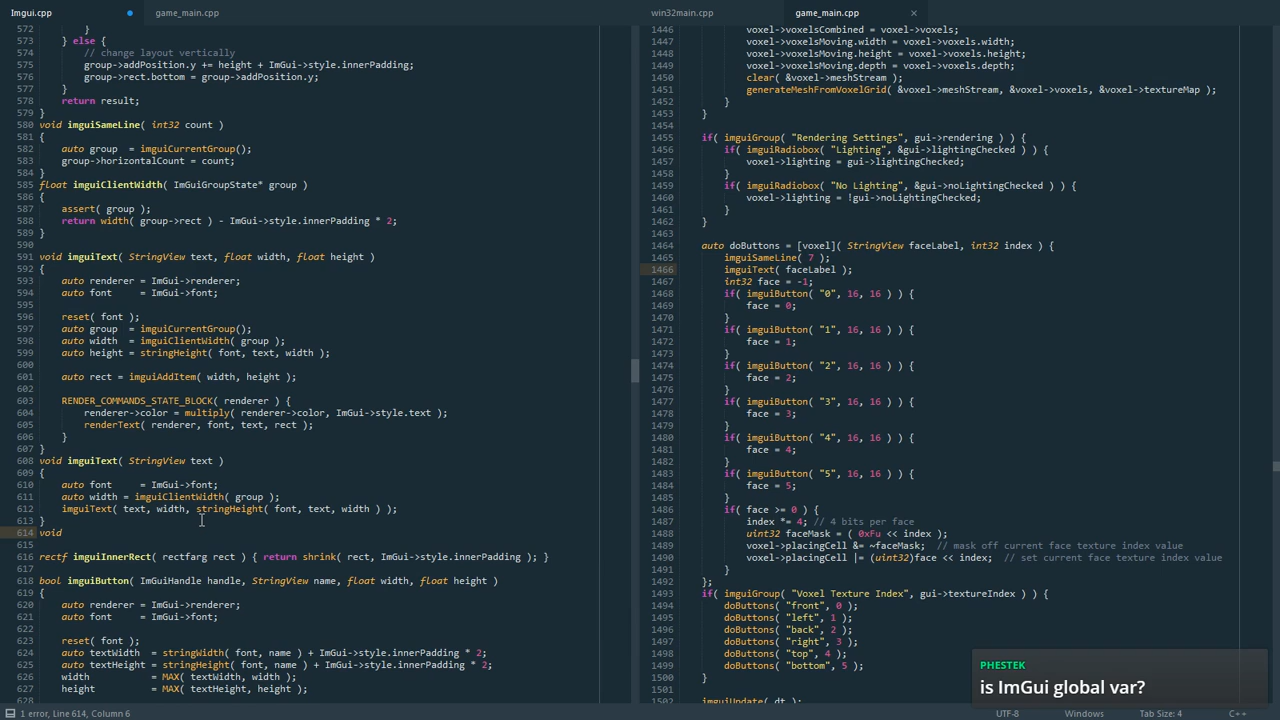 Imgui.cpp
game_main.cpp
572 }
573 } else {
574 // change layout vertically
575 group->addPosition.y += height + ImGui->style.innerPadding;
576 group->rect.bottom = group->addPosition.y;
577 }
578 return result;
579 }
580 void imguiSameLine( int32 count )
581 {
582 auto group  = imguiCurrentGroup();
583 group->horizontalCount = count;
584 }
585 float imguiClientWidth( ImGuiGroupState* group )
586 {
587 assert( group );
588 return width( group->rect ) - ImGui->style.innerPadding * 2;
589 }
590
591 void imguiText( StringView text, float width, float height )
592 {
593 auto renderer = ImGui->renderer;
594 auto font     = ImGui->font;
595
596 reset( font );
597 auto group  = imguiCurrentGroup();
598 auto width  = imguiClientWidth( group );
599 auto height = stringHeight( font, text, width );
600
601 auto rect = imguiAddItem( width, height );
602
603 RENDER_COMMANDS_STATE_BLOCK( renderer ) {
604 renderer->color = multiply( renderer->color, ImGui->style.text );
605 renderText( renderer, font, text, rect );
606 }
607 }
608 void imguiText( StringView text )
609 {
610 auto font     = ImGui->font;
611 auto width = imguiClientWidth( group );
612 imguiText( text, width, stringHeight( font, text, width ) );
613 }
614 void
615
616 rectf imguiInnerRect( rectfarg rect ) { return shrink( rect, ImGui->style.innerPadding ); }
617
618 bool imguiButton( ImGuiHandle handle, StringView name, float width, float height )
619 {
620 auto renderer = ImGui->renderer;
621 auto font     = ImGui->font;
622
623 reset( font );
624 auto textWidth  = stringWidth( font, name ) + ImGui->style.innerPadding * 2;
625 auto textHeight = stringHeight( font, name ) + ImGui->style.innerPadding * 2;
626 width           = MAX( textWidth, width );
627 height          = MAX( textHeight, height );
628
win32main.cpp
game_main.cpp ×
1446 voxel->voxelsCombined = voxel->voxels;
1447 voxel->voxelsMoving.width = voxel->voxels.width;
1448 voxel->voxelsMoving.height = voxel->voxels.height;
1449 voxel->voxelsMoving.depth = voxel->voxels.depth;
1450 clear( &voxel->meshStream );
1451 generateMeshFromVoxelGrid( &voxel->meshStream, &voxel->voxels, &voxel->textureMap );
1452 }
1453 }
1454
1455 if( imguiGroup( "Rendering Settings", gui->rendering ) ) {
1456 if( imguiRadiobox( "Lighting", &gui->lightingChecked ) ) {
1457 voxel->lighting = gui->lightingChecked;
1458 }
1459 if( imguiRadiobox( "No Lighting", &gui->noLightingChecked ) ) {
1460 voxel->lighting = !gui->noLightingChecked;
1461 }
1462 }
1463
1464 auto doButtons = [voxel]( StringView faceLabel, int32 index ) {
1465 imguiSameLine( 7 );
1466 imguiText( faceLabel );
1467 int32 face = -1;
1468 if( imguiButton( "0", 16, 16 ) ) {
1469 face = 0;
1470 }
1471 if( imguiButton( "1", 16, 16 ) ) {
1472 face = 1;
1473 }
1474 if( imguiButton( "2", 16, 16 ) ) {
1475 face = 2;
1476 }
1477 if( imguiButton( "3", 16, 16 ) ) {
1478 face = 3;
1479 }
1480 if( imguiButton( "4", 16, 16 ) ) {
1481 face = 4;
1482 }
1483 if( imguiButton( "5", 16, 16 ) ) {
1484 face = 5;
1485 }
1486 if( face >= 0 ) {
1487 index *= 4; // 4 bits per face
1488 uint32 faceMask = ( 0xFu << index );
1489 voxel->placingCell &= ~faceMask;  // mask off current face texture index value
1490 voxel->placingCell |= (uint32)face << index;  // set current face texture index value
1491 }
1492 };
1493 if( imguiGroup( "Voxel Texture Index", gui->textureIndex ) ) {
1494 doButtons( "front", 0 );
1495 doButtons( "left", 1 );
1496 doButtons( "back", 2 );
1497 doButtons( "right", 3 );
1498 doButtons( "top", 4 );
1499 doButtons( "bottom", 5 );
1500 }
1501
1502 imguiUpdate( dt );
PHESTEK
is ImGui global var?
1 error, Line 614, Column 6
UTF-8
Windows
Tab Size: 4
C++